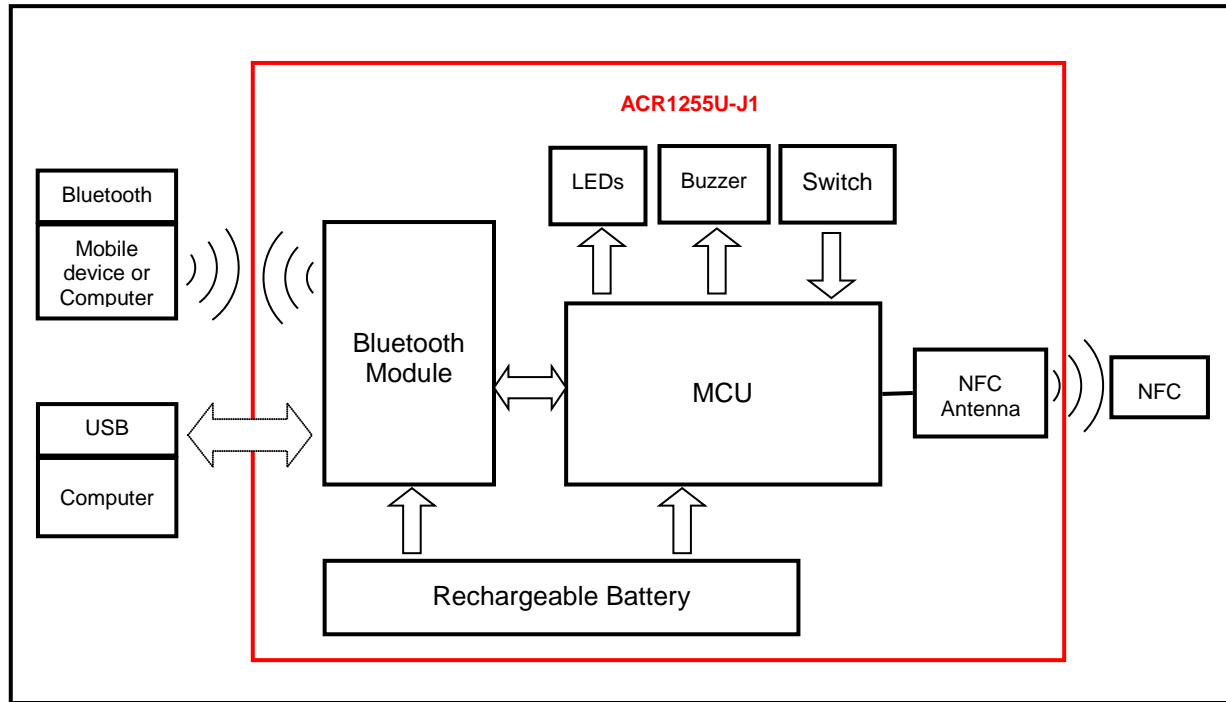 ACR1255U-J1
LEDs
Buzzer
Switch
Bluetooth
Mobile
device or
Computer
Bluetooth
Module
MCU
NFC
Antenna
NFC
USB
Computer
Rechargeable Battery